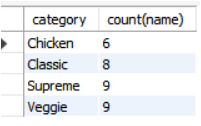 category count(name)
Chicken 6
Classic 8
Supreme 9
Veggie 9